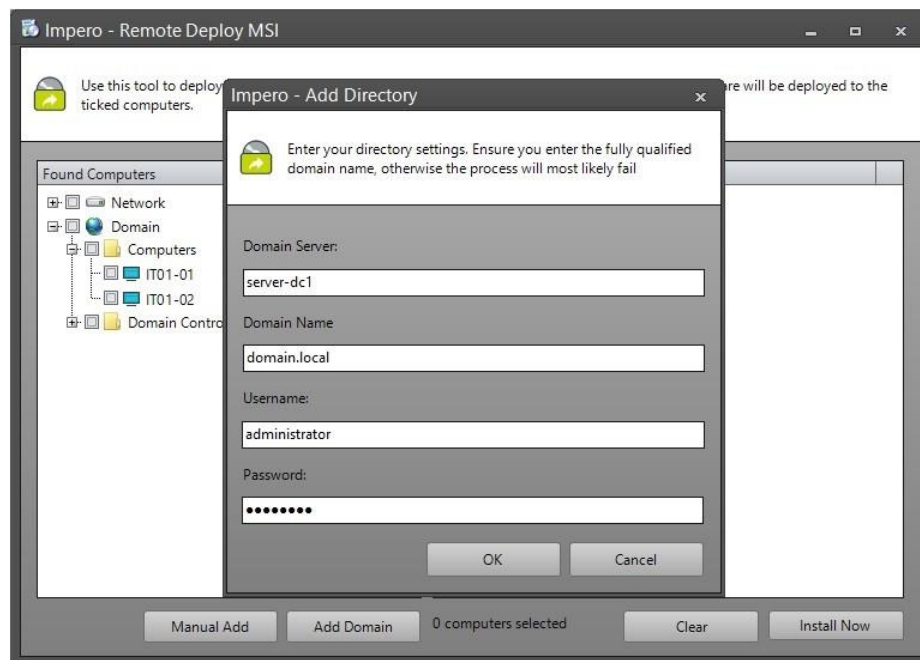 Impero - Remote Deploy MSI
Use this tool to deploy
re will be deployed to the
ticked computers.
Impero - Add Directory
Enter your directory settings. Ensure you enter the fully qualified
domain name, otherwise the process will most likely fail
Found Computers
Network
Domain
Computers
IT01-01
IT01-02
Domain Contro
Domain Server:
server-dc1
Domain Name
domain.local
Username:
administrator
Password:
••••••••
OK Cancel
Manual Add Add Domain 0 computers selected Clear Install Now